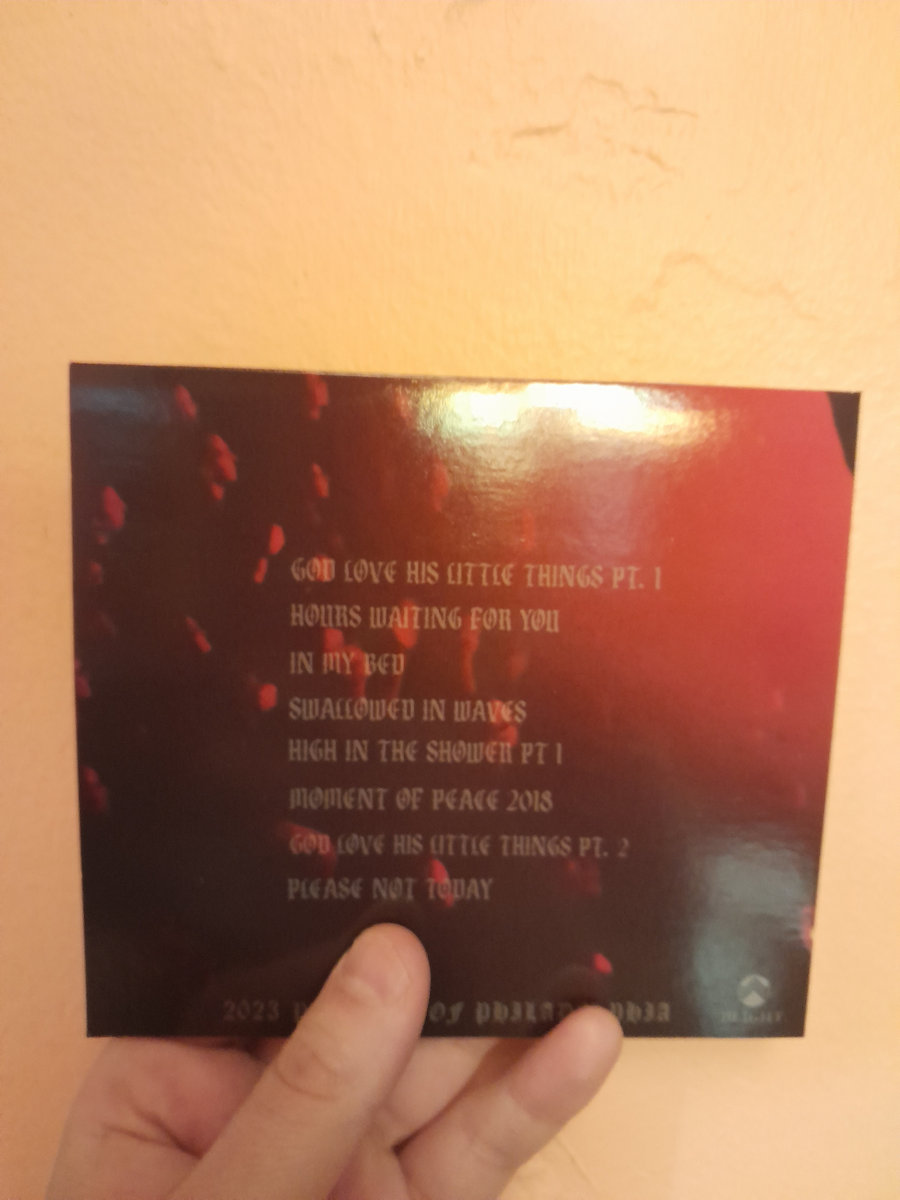 GOD LOVE HIS LITTLE THINGS PT. 1
HOURS WAITING FOR YOU
IN MY BED
SWALLOWED IN WAVES
HIGH IN THE SHOWER PT 1
MOMENT OF PEACE 2018
GOD LOVE HIS LITTLE THINGS PT. 2
PLEASE NOT TODAY
2023 OF PHILADELPHIA